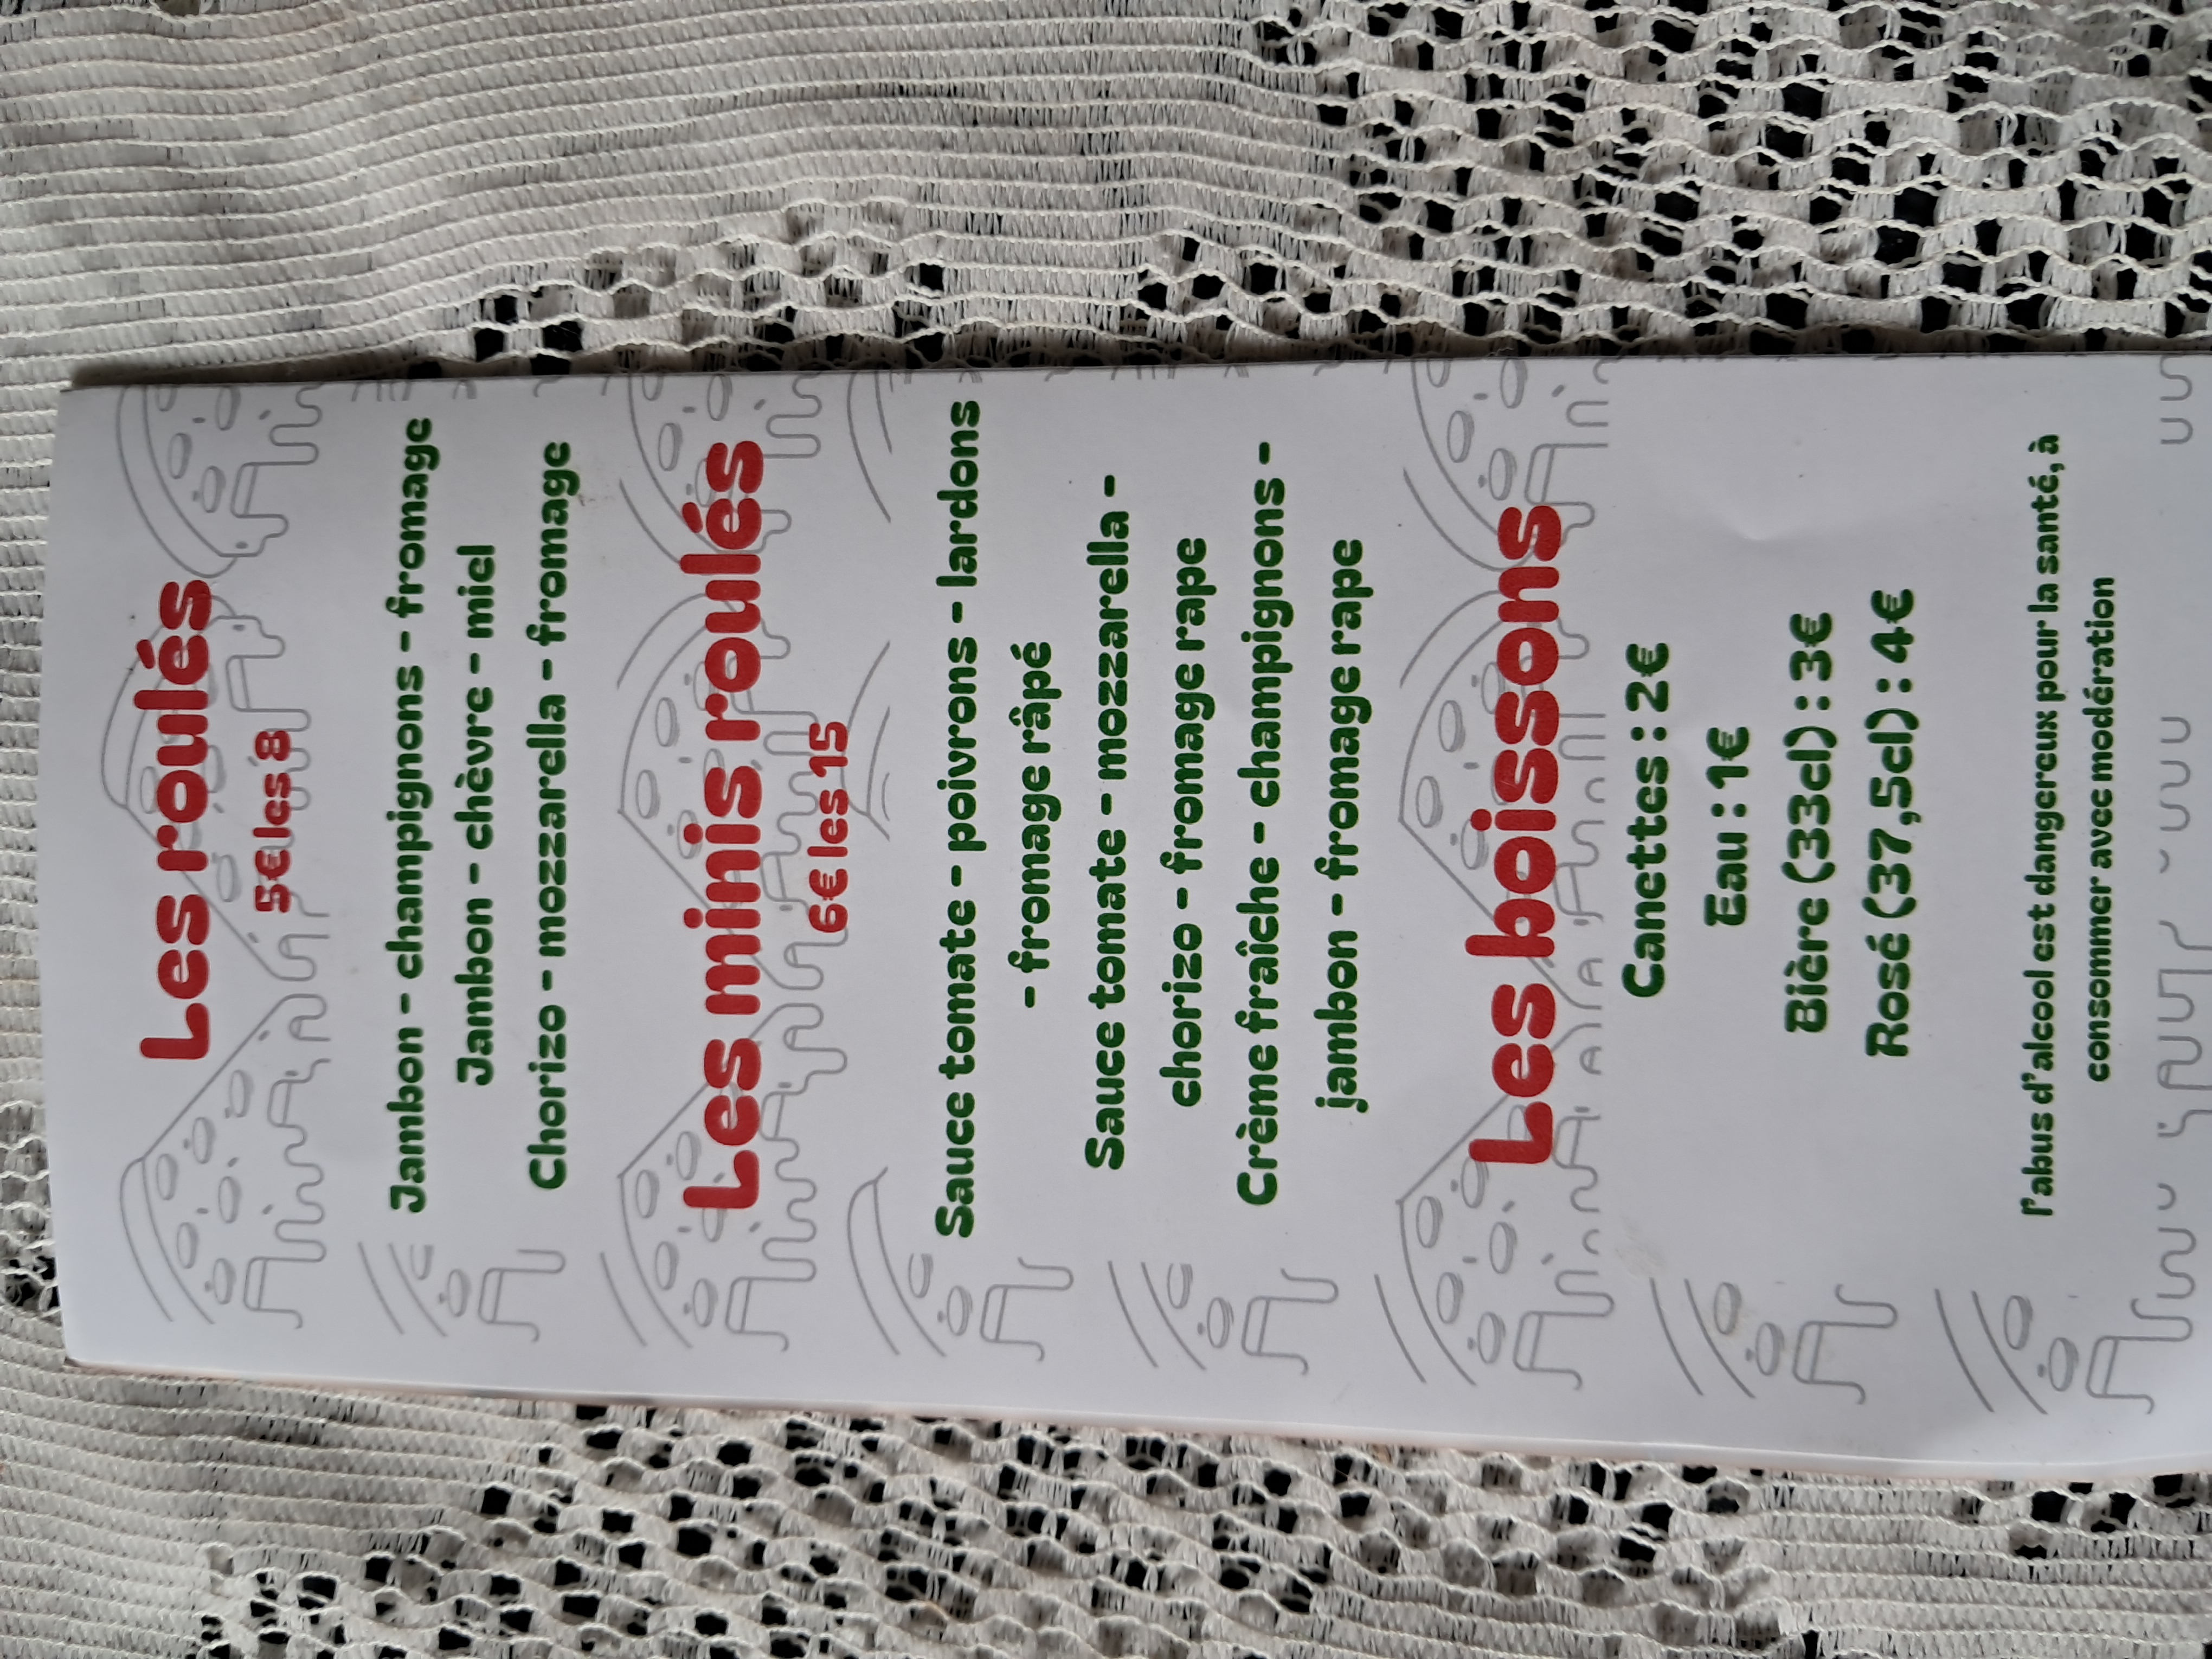 Les roulés
5€ les 8
Jambon - champignons - fromage
Jambon - chèvre - miel
Chorizo - mozzarella - fromage
Les minis roulés
6€ les 15
Sauce tomate - poivrons - lardons
- fromage râpé
Sauce tomate - mozzarella -
chorizo - fromage rape
Crème fraîche - champignons -
jambon - fromage rape
Les boissons
Canettes : 2€
Eau : 1€
Bière (33cl) : 3€
Rosé (37,5cl) : 4€
l'abus d'alcool est dangereux pour la santé, à
consommer avec modération